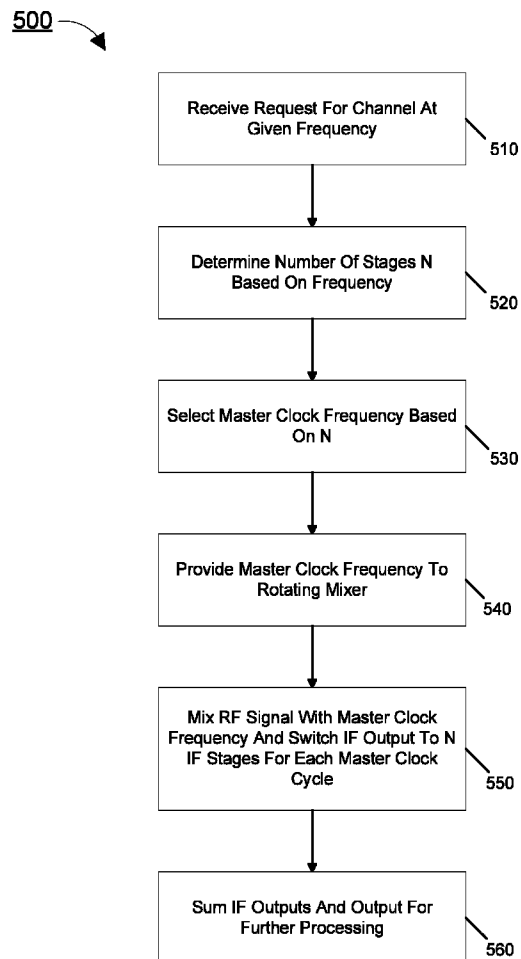 500
Receive Request For Channel At
Given Frequency
510
Determine Number Of Stages N
Based On Frequency
520
Select Master Clock Frequency Based
On N
530
Provide Master Clock Frequency To
Rotating Mixer
540
Mix RF Signal With Master Clock
Frequency And Switch IF Output To N
IF Stages For Each Master Clock
Cycle
550
Sum IF Outputs And Output For
Further Processing
560